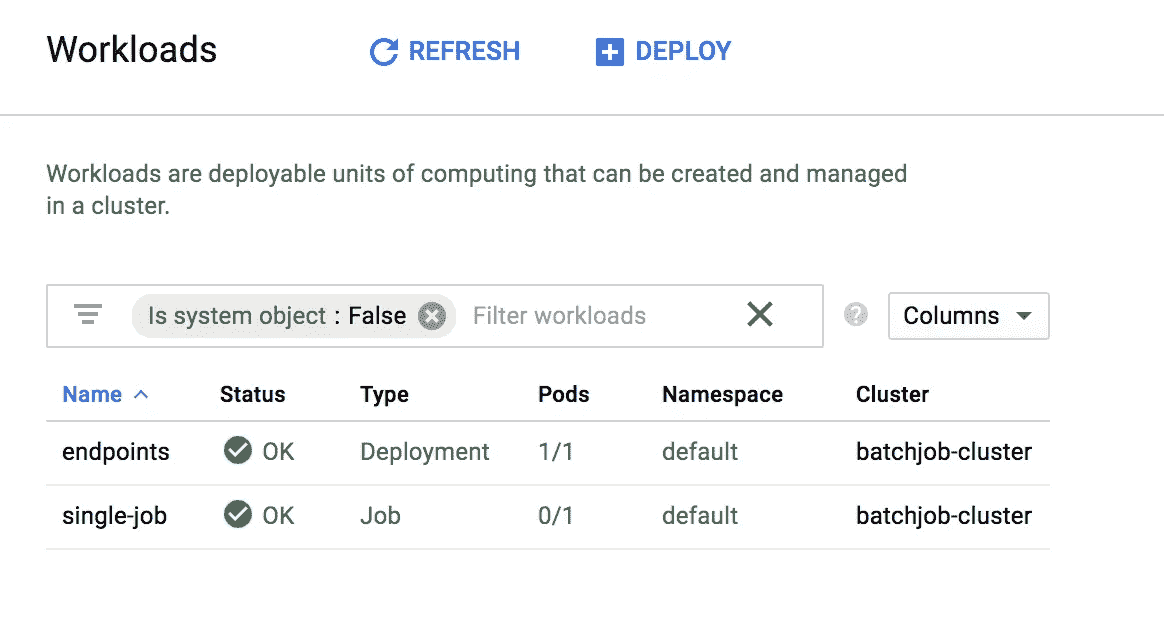 Workloads REFRESH DEPLOY
Workloads are deployable units of computing that can be created and managed
in a cluster.
Is system object : False Filter workloads Columns
Name Status Type Pods Namespace Cluster
endpoints OK Deployment 1/1 default batchjob-cluster
single-job OK Job 0/1 default batchjob-cluster